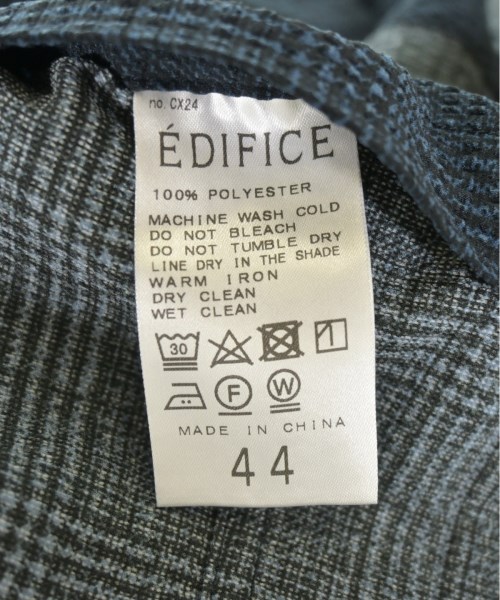 no. CX24
ÉDIFICE
100% POLYESTER
MACHINE WASH COLD
DO NOT BLEACH
DO NOT TUMBLE DRY
LINE DRY IN THE SHADE
WARM IRON
DRY CLEAN
WET CLEAN
30
F W
MADE IN CHINA
44